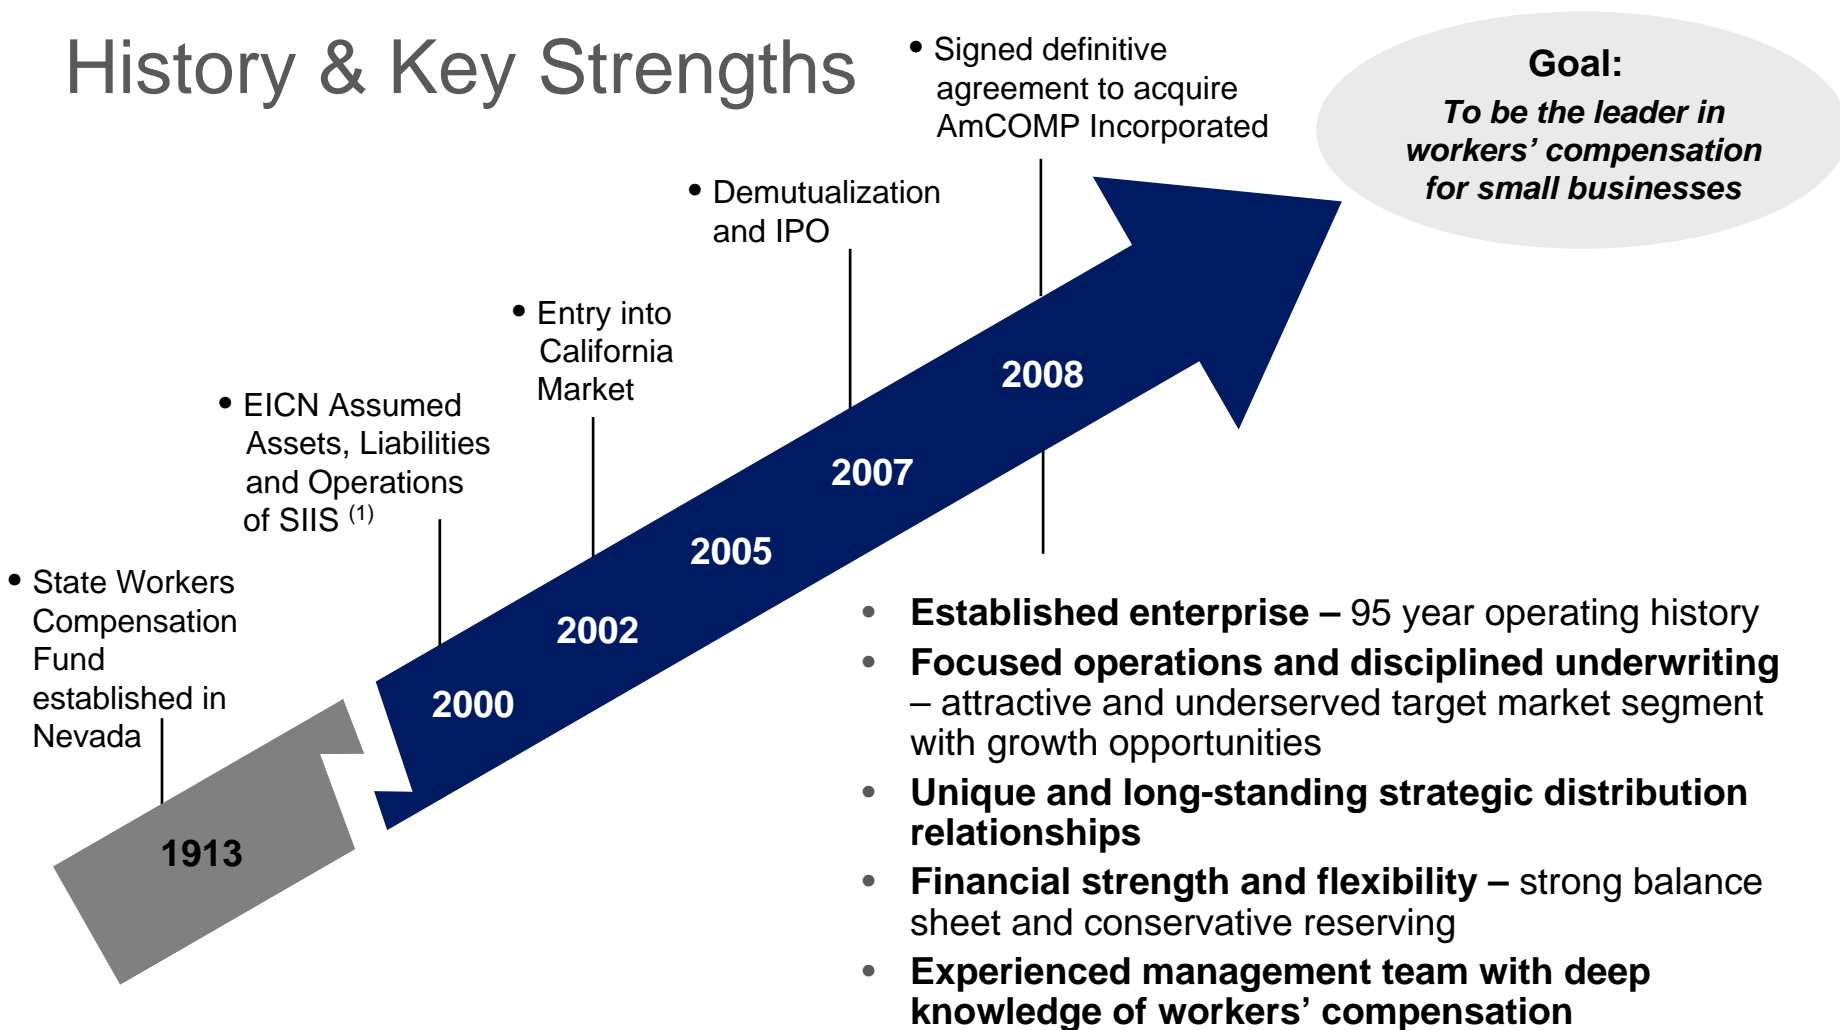 History & Key Strengths
• Signed definitive
agreement to acquire
AmCOMP Incorporated
Goal:
To be the leader in
workers’ compensation
for small businesses
• Demutualization
and IPO
• Entry into
California
Market
• EICN Assumed
Assets, Liabilities
and Operations
of SIIS (1)
• State Workers
Compensation
Fund
established in
Nevada
1913
2000
2002
2005
2007
2008
• Established enterprise – 95 year operating history
• Focused operations and disciplined underwriting
– attractive and underserved target market segment
with growth opportunities
• Unique and long-standing strategic distribution
relationships
• Financial strength and flexibility – strong balance
sheet and conservative reserving
• Experienced management team with deep
knowledge of workers’ compensation